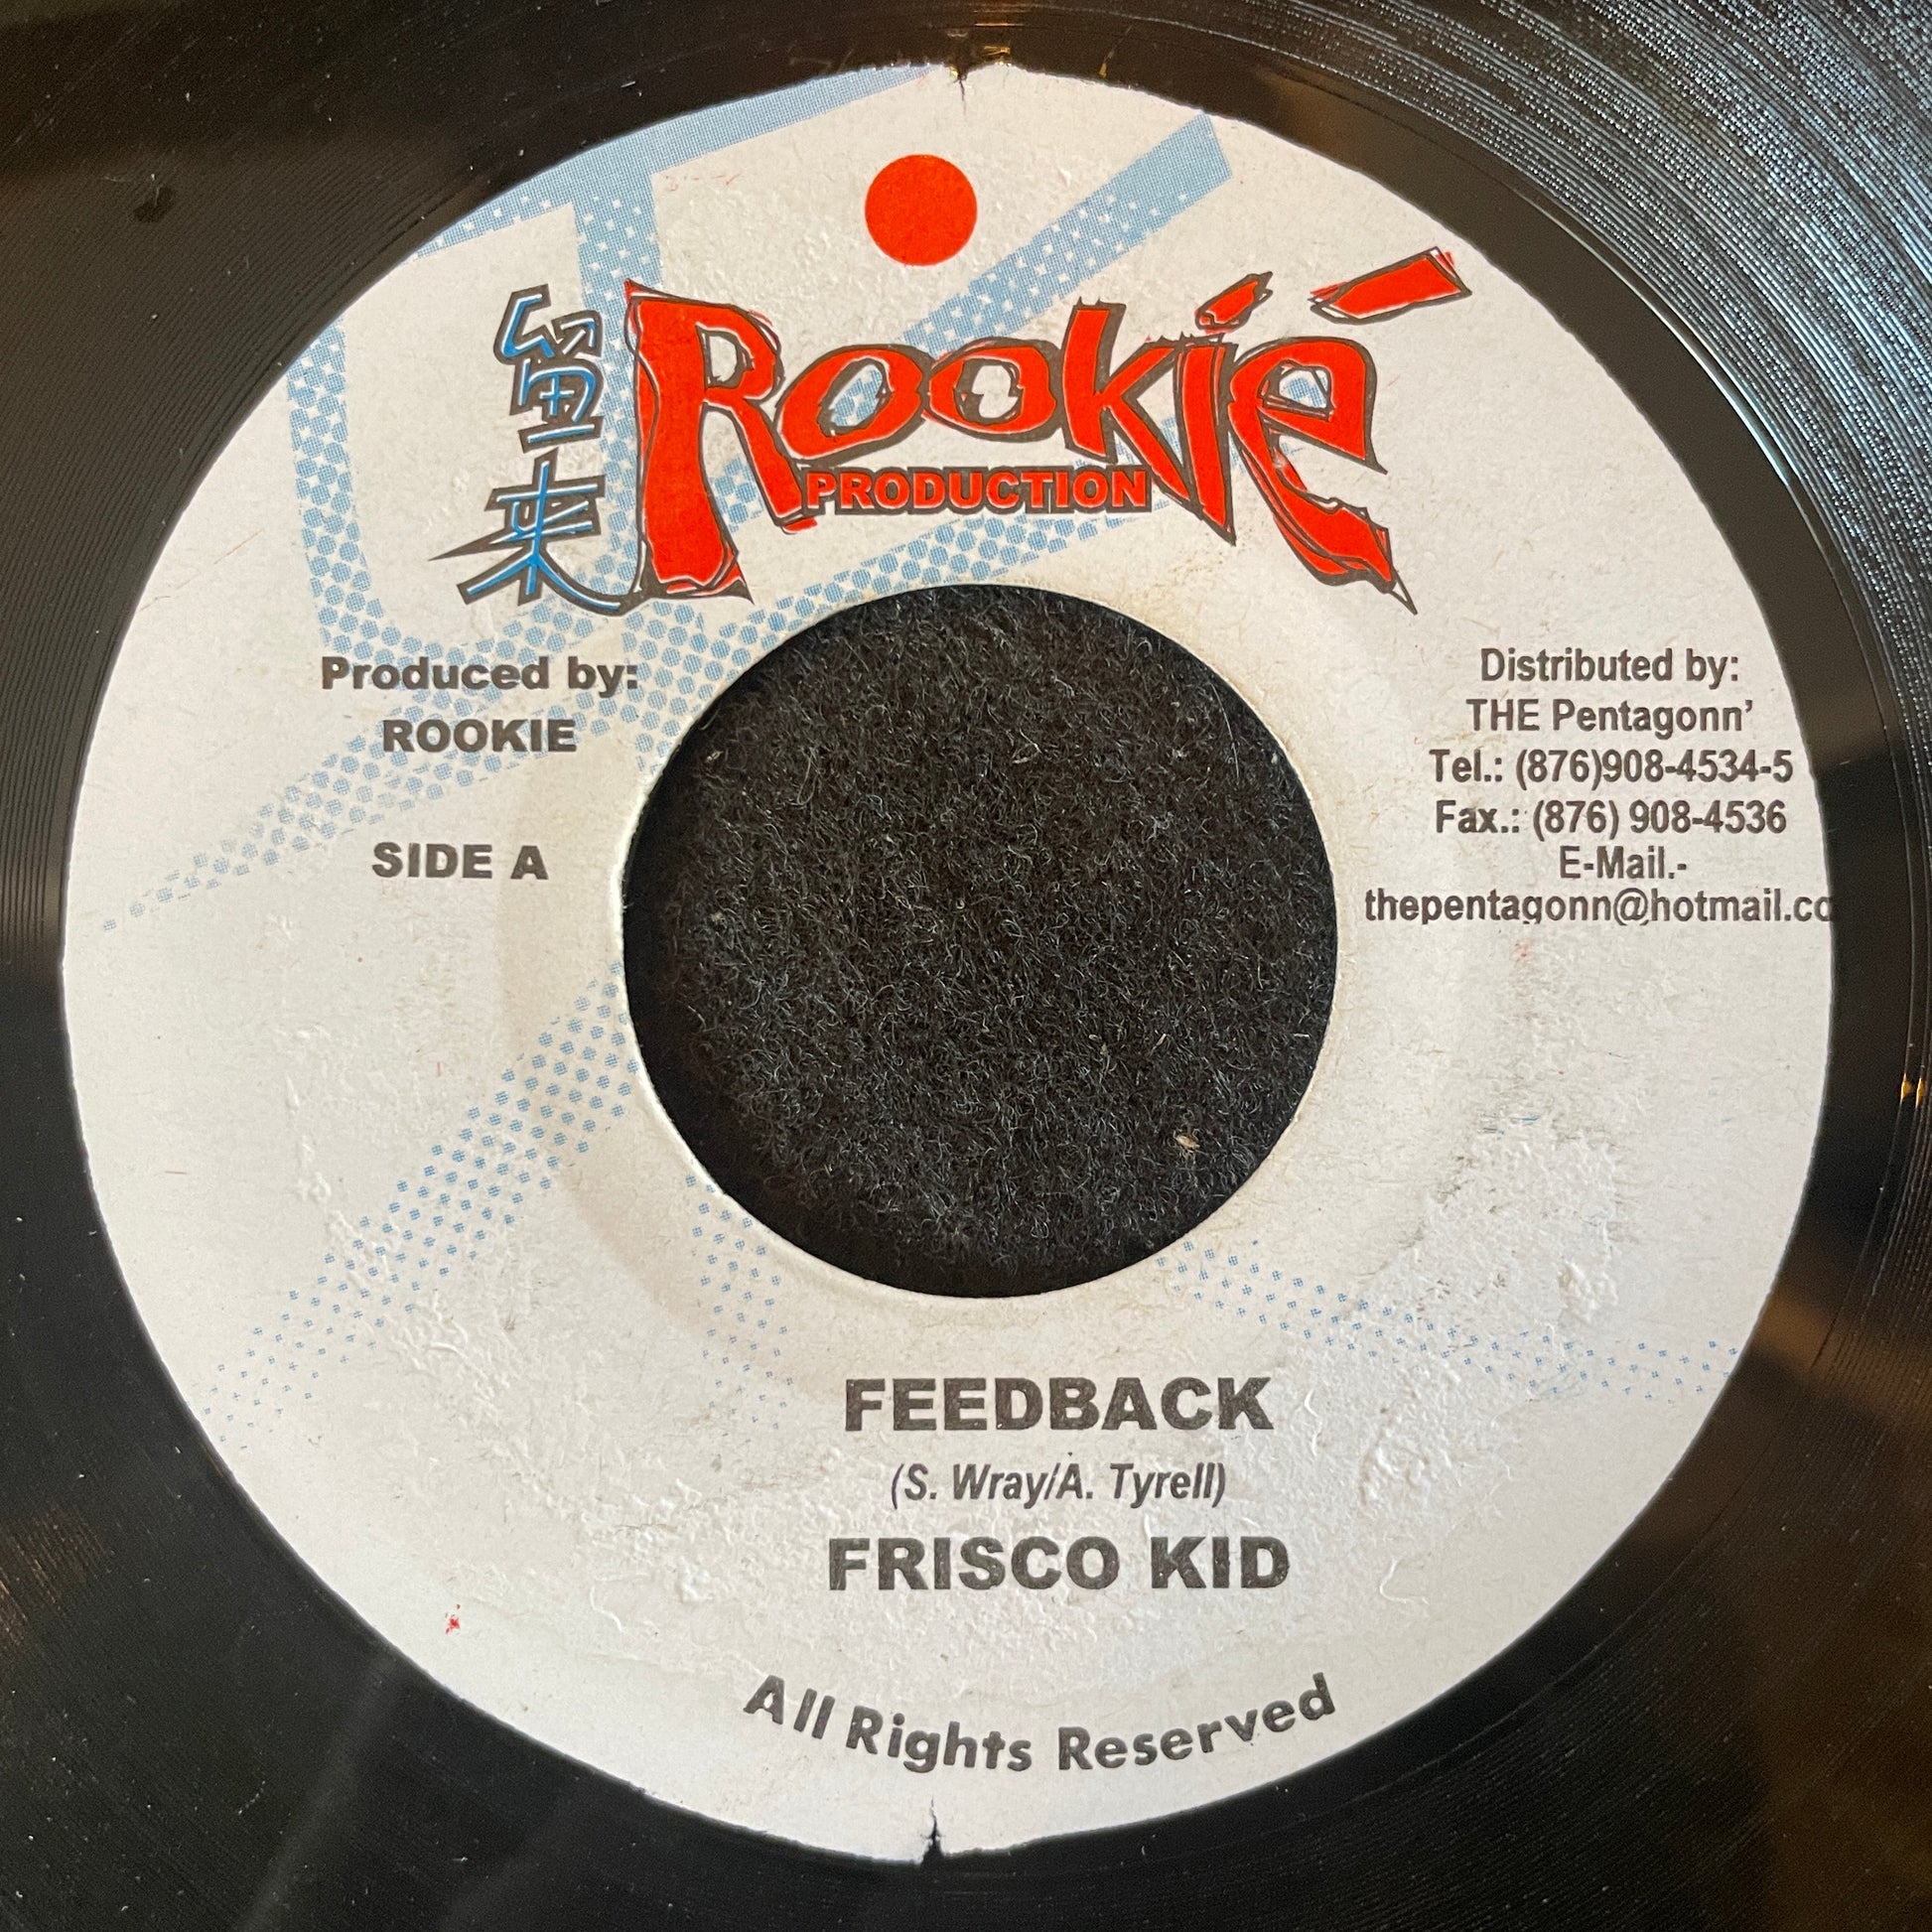 留来
Rookié
PRODUCTION
Produced by:
ROOKIE
SIDE A
Distributed by:
THE Pentagonn’
Tel.: (876)908-4534-5
Fax.: (876) 908-4536
E-Mail.-
thepentagonn@hotmail.co
FEEDBACK
(S. Wray/A. Tyrell)
FRISCO KID
All Rights Reserved